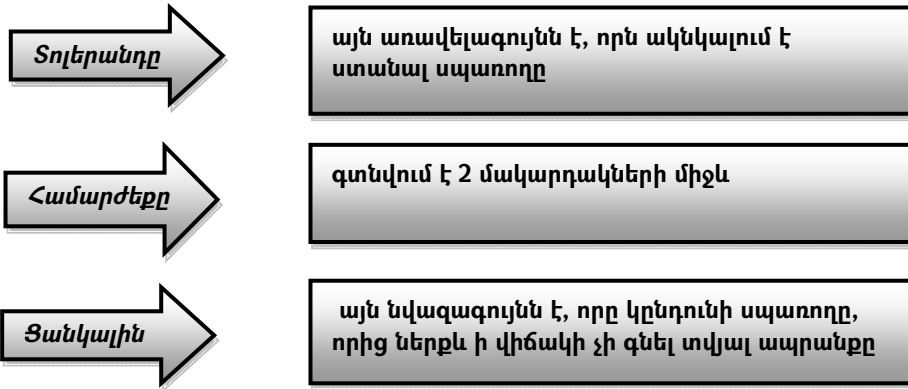 Տոլերանդը
այն առավելագույնն է, որն ակնկալում է
ստանալ սպառողը
Համարժեքը
գտնվում է 2 մակարդակների միջև
Ցանկալին
այն նվազագույնն է, որը կընդունի սպառողը,
որից ներքև ի վիճակի չի գնել տվյալ ապրանքը